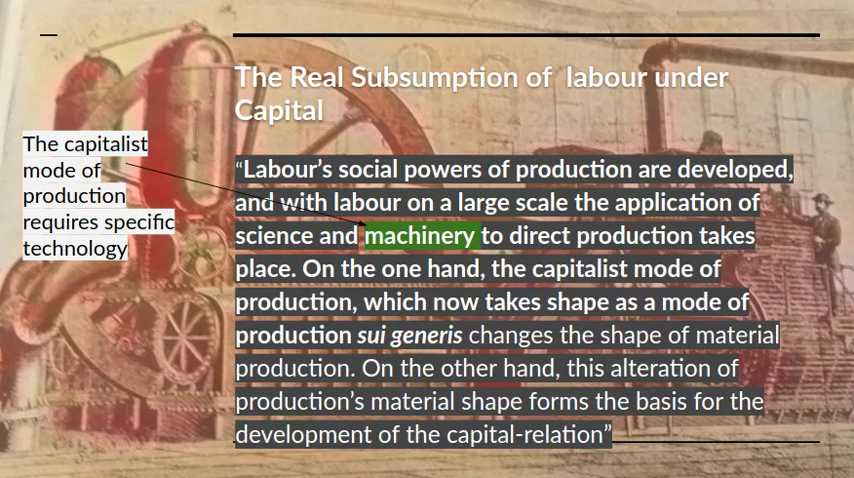 The Real Subsumption of labour under
Capital
The capitalist
mode of
production
requires specific
technology
“Labour’s social powers of production are developed,
and with labour on a large scale the application of
science and machinery to direct production takes
place. On the one hand, the capitalist mode of
production, which now takes shape as a mode of
production sui generis changes the shape of material
production. On the other hand, this alteration of
production’s material shape forms the basis for the
development of the capital-relation”